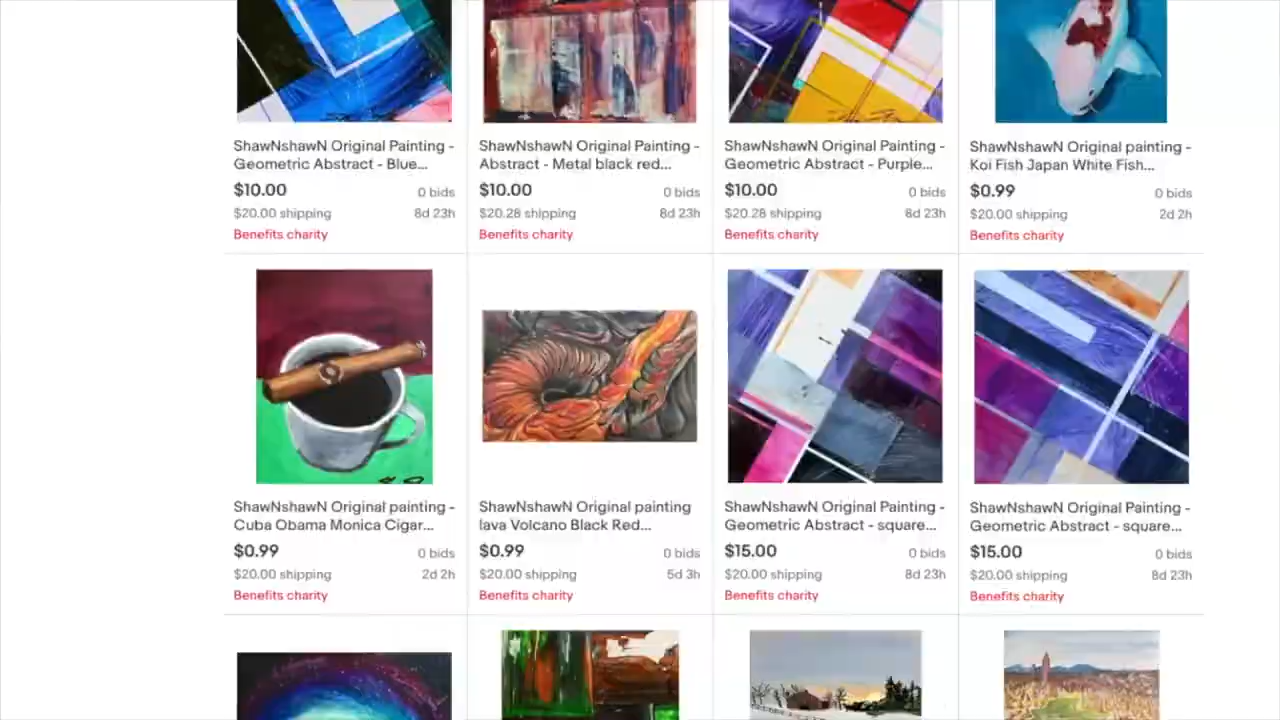 ShawNshawN Original Painting -
Geometric Abstract - Blue...
$10.00 0 bids
$20.00 shipping 8d 23h
Benefits charity
ShawNshawN Original Painting -
Abstract - Metal black red...
$10.00 0 bids
$20.28 shipping 8d 23h
Benefits charity
ShawNshawN Original Painting -
Geometric Abstract - Purple...
$10.00 0 bids
$20.28 shipping 8d 23h
Benefits charity
ShawNshawN Original painting -
Koi Fish Japan White Fish...
$0.99 0 bids
$20.00 shipping 2d 2h
Benefits charity
ShawNshawN Original painting -
Cuba Obama Monica Cigar...
$0.99 0 bids
$20.00 shipping 2d 2h
Benefits charity
ShawNshawN Original painting
lava Volcano Black Red...
$0.99 0 bids
$20.00 shipping 5d 3h
Benefits charity
ShawNshawN Original Painting -
Geometric Abstract - square...
$15.00 0 bids
$20.00 shipping 8d 23h
Benefits charity
ShawNshawN Original Painting -
Geometric Abstract - square...
$15.00 0 bids
$20.00 shipping 8d 23h
Benefits charity